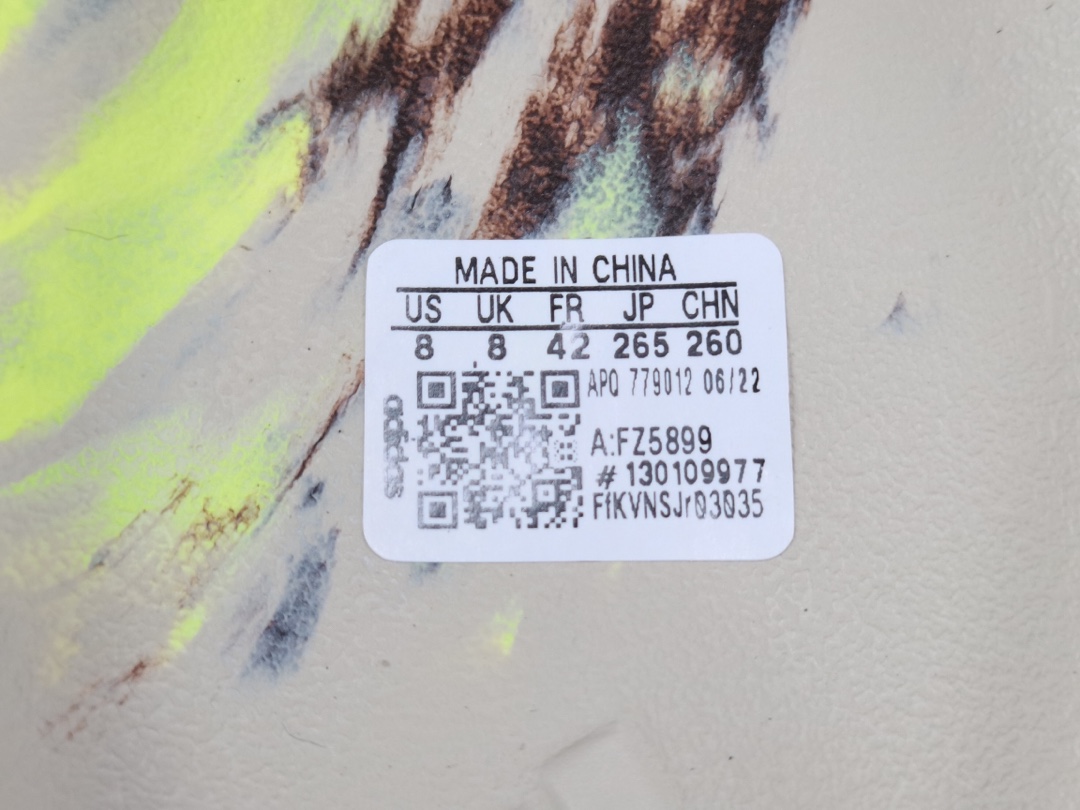 MADE IN CHINA
US UK FR JP CHN
8 8 42 265 260
APQ 779012 06/22
adidas
A:FZ5899
# 130109977
FfKVNSJr03035